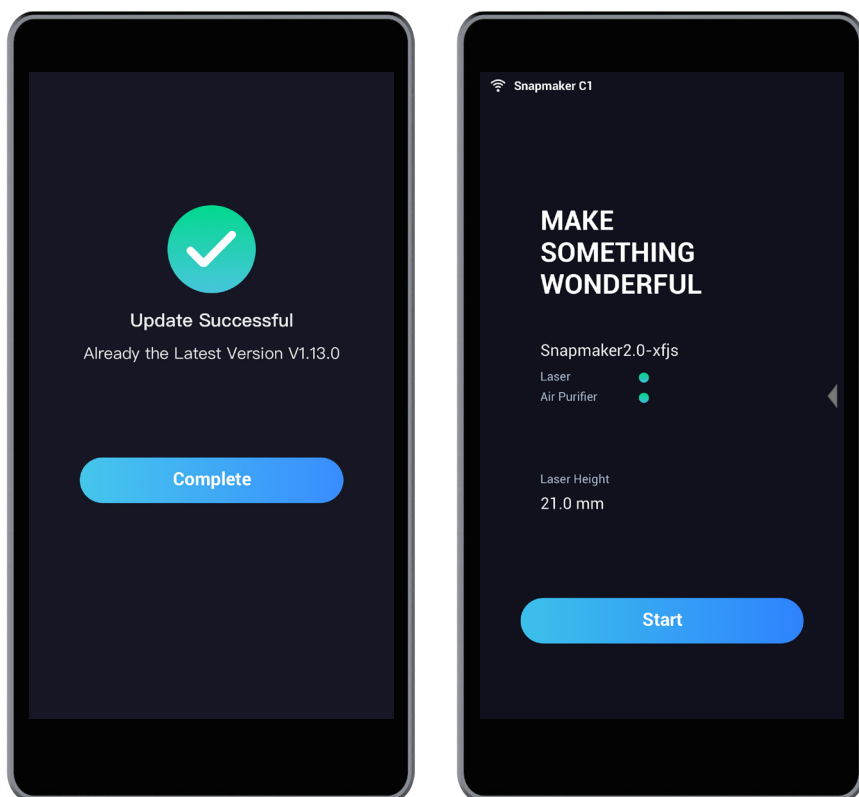 Update Successful
Already the Latest Version V1.13.0
Complete
Snapmaker C1
MAKE
SOMETHING
WONDERFUL
Snapmaker2.0-xfjs
Laser
Air Purifier
Laser Height
21.0 mm
Start